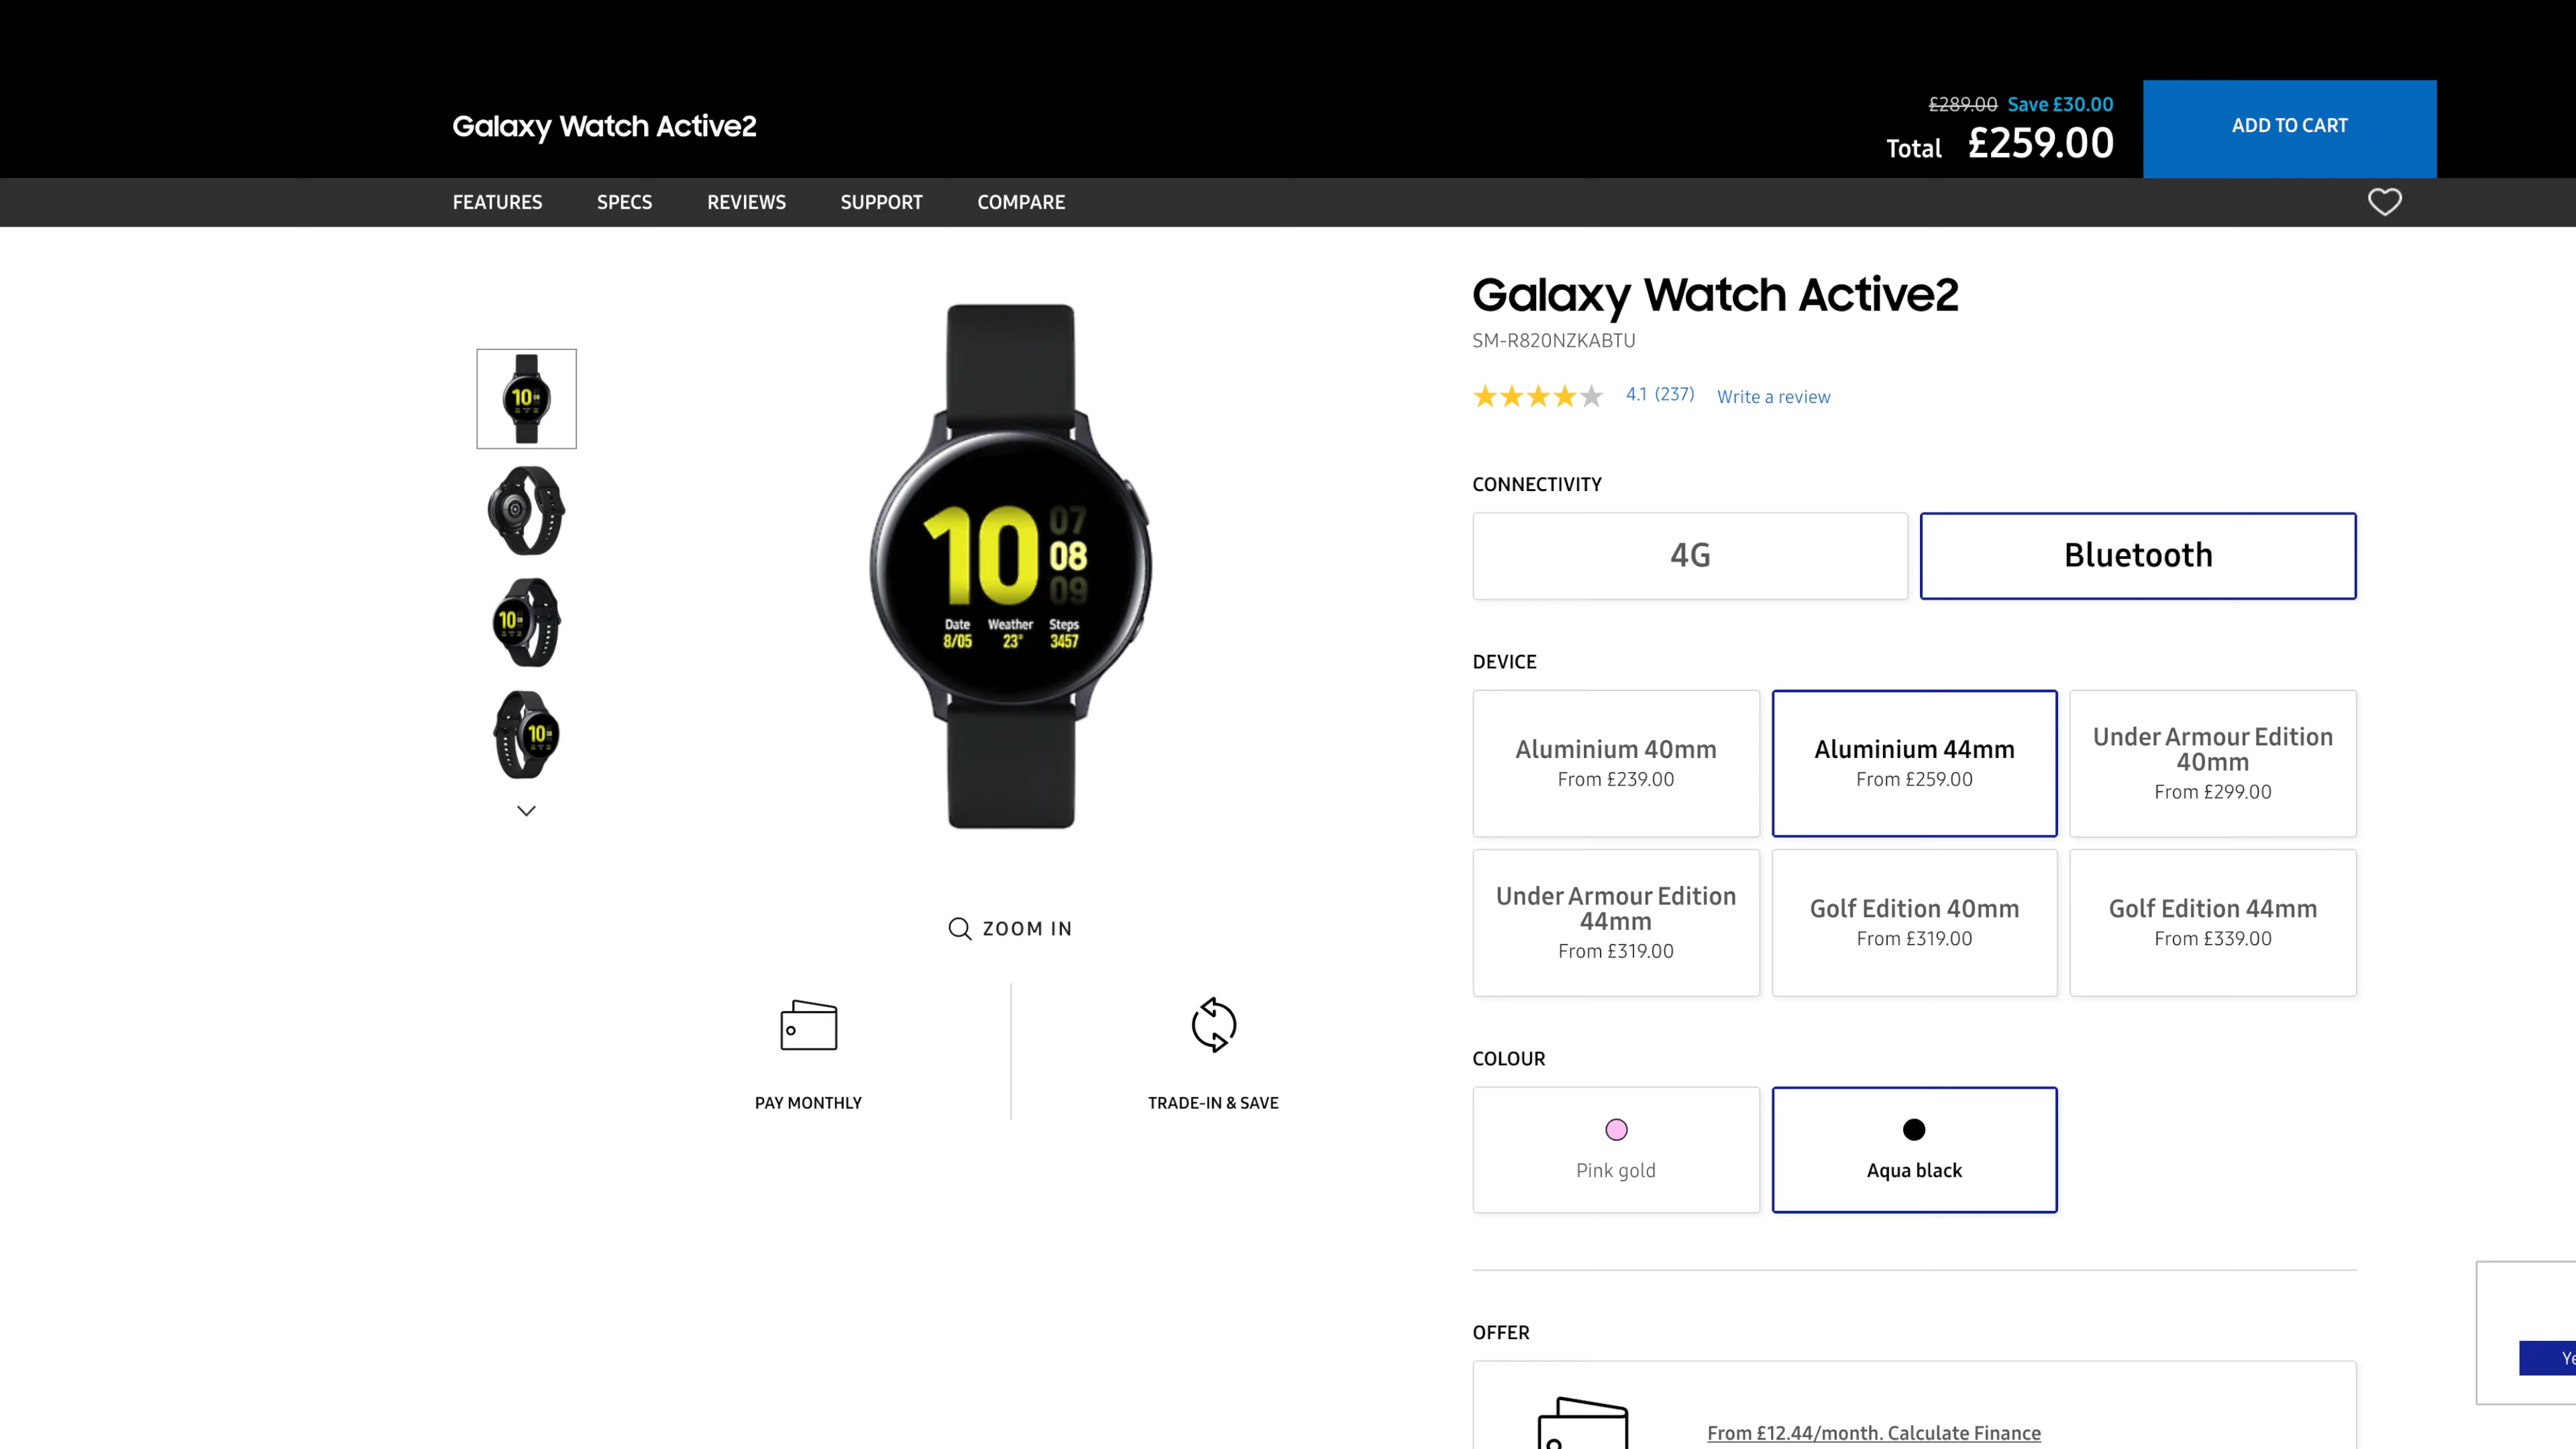 Galaxy Watch Active2
£289.00 Save £30.00
Total £259.00
ADD TO CART
FEATURES SPECS REVIEWS SUPPORT COMPARE
Galaxy Watch Active2
SM-R820NZKABTU
4.1 (237) Write a review
CONNECTIVITY
4G
Bluetooth
DEVICE
Aluminium 40mm
From £239.00
Aluminium 44mm
From £259.00
Under Armour Edition
40mm
From £299.00
Under Armour Edition
44mm
From £319.00
Golf Edition 40mm
From £319.00
Golf Edition 44mm
From £339.00
COLOUR
Pink gold
Aqua black
OFFER
From £12.44/month. Calculate Finance
10 07
08
09
Date Weather Steps
8/05 23° 3457
10
10
10
ZOOM IN
PAY MONTHLY
TRADE-IN & SAVE